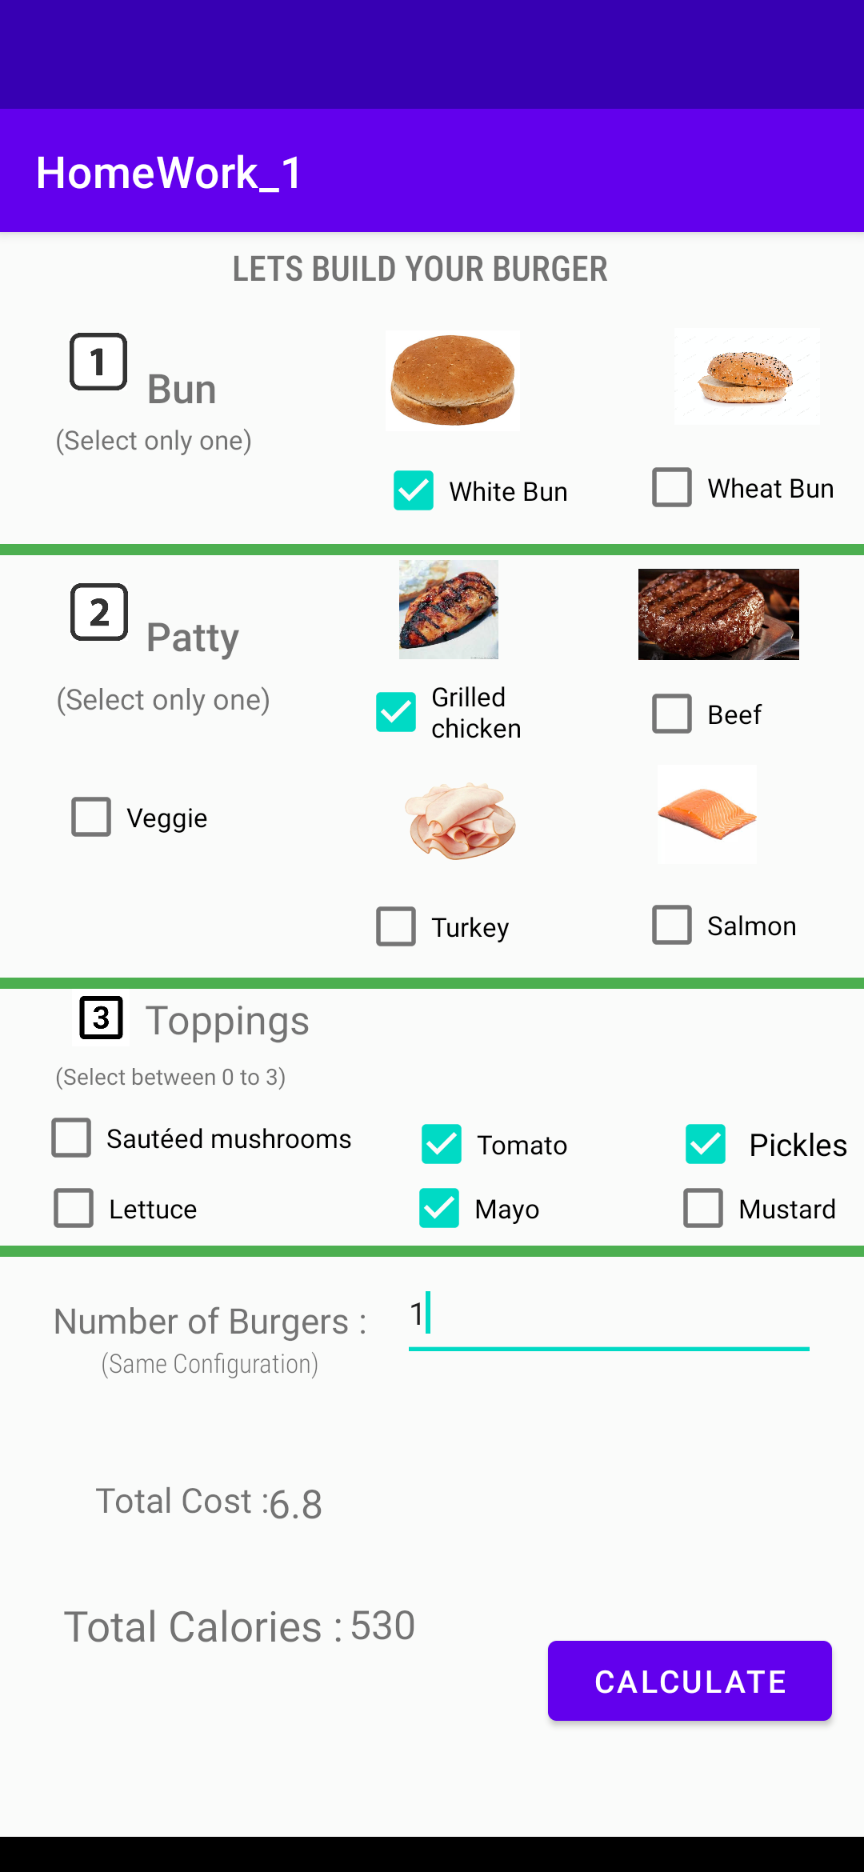 HomeWork_1
LETS BUILD YOUR BURGER
1
Bun
(Select only one)
White Bun
Wheat Bun
2
Patty
(Select only one)
Grilled
chicken
Beef
Veggie
Turkey
Salmon
3
Toppings
(Select between 0 to 3)
Sautéed mushrooms
Tomato
Pickles
Lettuce
Mayo
Mustard
Number of Burgers :
1
(Same Configuration)
Total Cost :6.8
Total Calories : 530
CALCULATE